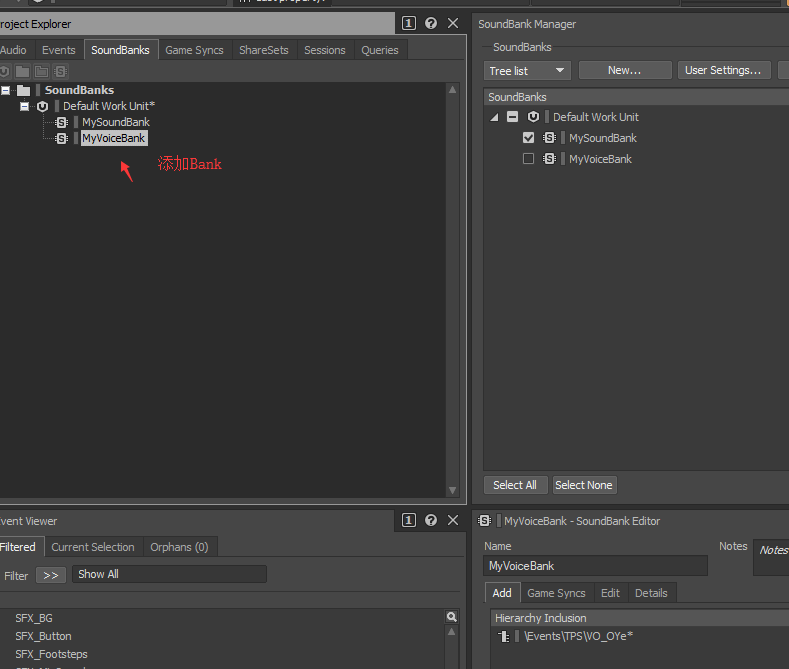 roject Explorer
1
Audio Events SoundBanks Game Syncs ShareSets Sessions Queries
SoundBanks
Default Work Unit*
MySoundBank
MyVoiceBank
添加Bank
SoundBank Manager
SoundBanks
Tree list New... User Settings...
SoundBanks
Default Work Unit
MySoundBank
MyVoiceBank
Select All Select None
vent Viewer
1
Filtered Current Selection Orphans (0)
Filter >> Show All
SFX_BG
SFX_Button
SFX_Footsteps
MyVoiceBank - SoundBank Editor
Name Notes
MyVoiceBank Notes
Add Game Syncs Edit Details
Hierarchy Inclusion
\Events\TPS\VO_OYe*